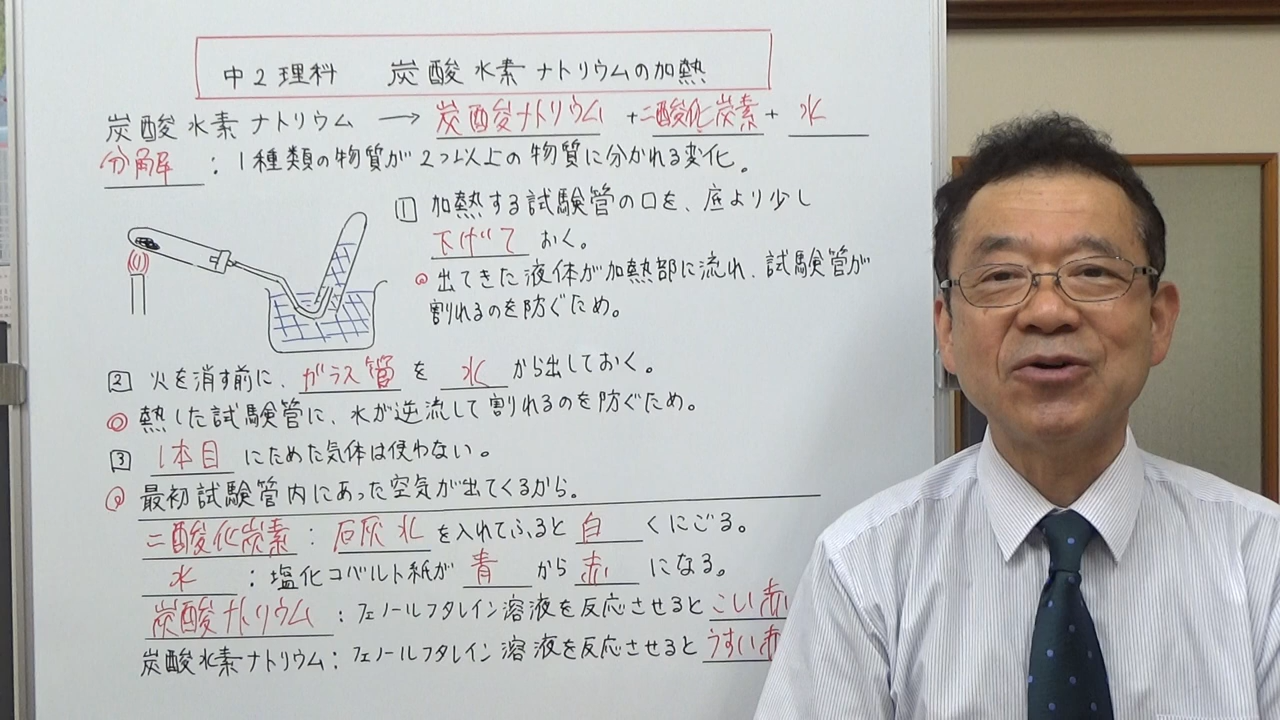 中2理科 炭酸水素ナトリウムの加熱
炭酸水素ナトリウム → 炭酸ナトリウム + 二酸化炭素 + 水
分解 : 1種類の物質が2つ以上の物質に分かれる変化。
1 加熱する試験管の口を、底より少し
下げて おく。
◎ 出てきた液体が加熱部に流れ、試験管が
割れるのを防ぐため。
2 火を消す前に、ガラス管 を 水 から出しておく。
◎ 熱した試験管に、水が逆流して割れるのを防ぐため。
3 1本目 にためた気体は使わない。
◎ 最初試験管内にあった空気が出てくるから。
二酸化炭素 : 石灰水 を入れてふると 白 くにごる。
水 : 塩化コバルト紙が 青 から 赤 になる。
炭酸ナトリウム : フェノールフタレイン溶液を反応させると こい赤
炭酸水素ナトリウム : フェノールフタレイン溶液を反応させると うすい赤